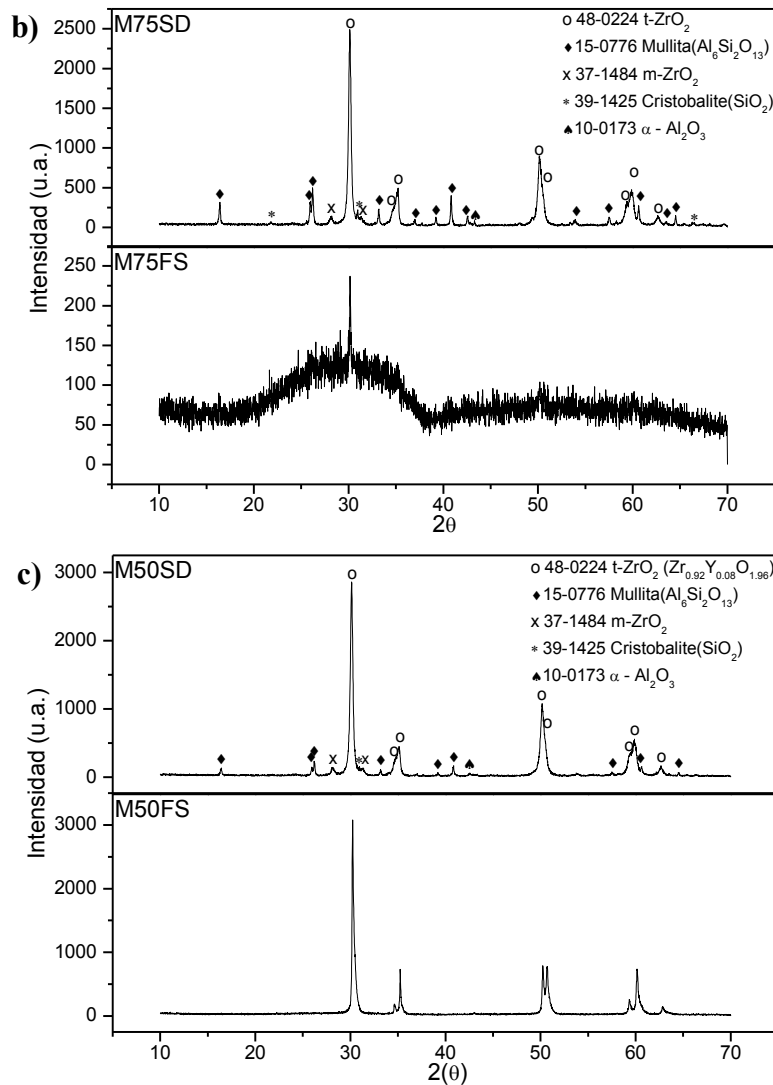 b)
M75SD
o 48-0224 t-ZrO₂
♦ 15-0776 Mullita(Al₆Si₂O₁₃)
x 37-1484 m-ZrO₂
* 39-1425 Cristobalite(SiO₂)
♠ 10-0173 α - Al₂O₃
2500
2000
1500
1000
500
0
Intensidad (u.a.)
M75FS
250
200
150
100
50
0
10 20 30 40 50 60 70
2θ
c)
M50SD
o 48-0224 t-ZrO₂ (Zr₀.₉₂Y₀.₀₈O₁.₉₆)
♦ 15-0776 Mullita(Al₆Si₂O₁₃)
x 37-1484 m-ZrO₂
* 39-1425 Cristobalite(SiO₂)
♠ 10-0173 α - Al₂O₃
3000
2000
1000
0
Intensidad (u.a.)
M50FS
3000
2000
1000
0
10 20 30 40 50 60 70
2(θ)